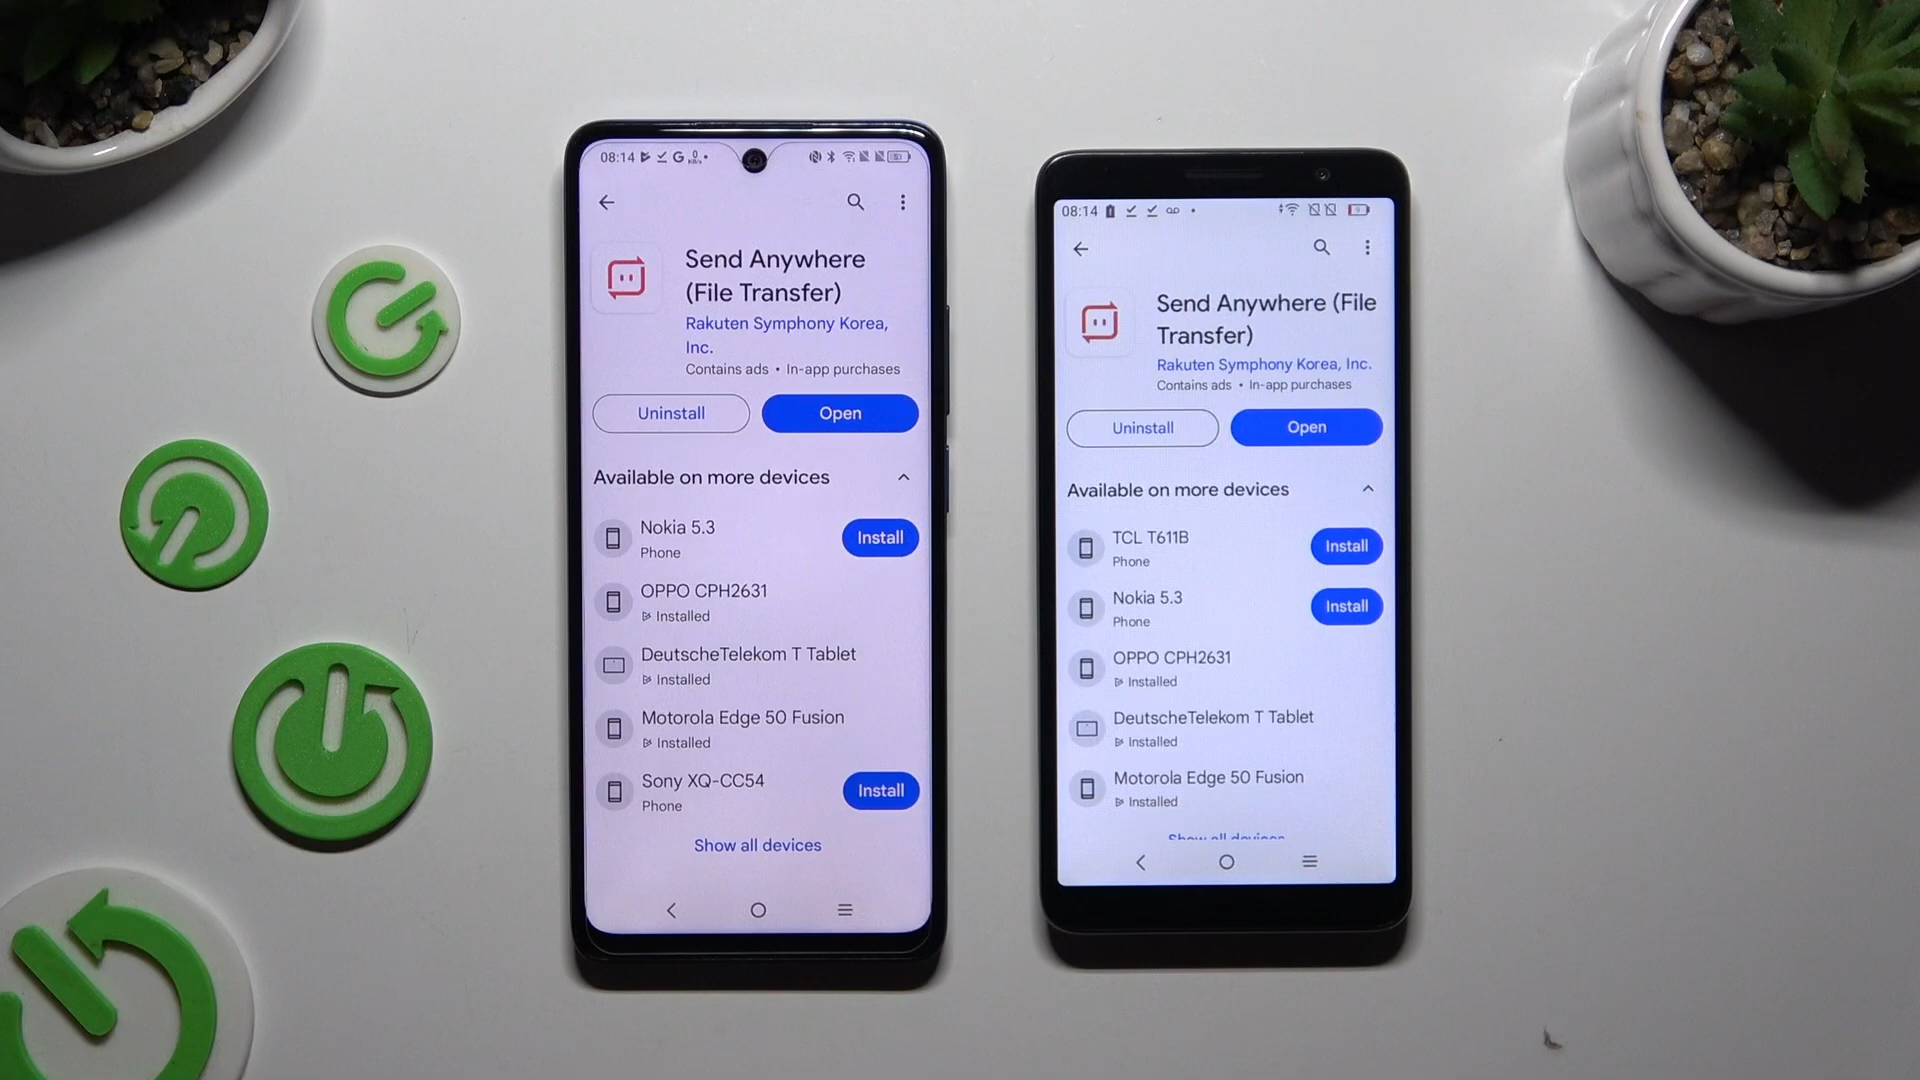 08:14
Send Anywhere
(File Transfer)
Rakuten Symphony Korea,
Inc.
Contains ads • In-app purchases
Uninstall
Open
Available on more devices
Nokia 5.3
Phone
Install
OPPO CPH2631
Installed
DeutscheTelekom T Tablet
Installed
Motorola Edge 50 Fusion
Installed
Sony XQ-CC54
Phone
Install
Show all devices
08:14
Send Anywhere (File
Transfer)
Rakuten Symphony Korea, Inc.
Contains ads • In-app purchases
Uninstall
Open
Available on more devices
TCL T611B
Phone
Install
Nokia 5.3
Phone
Install
OPPO CPH2631
Installed
DeutscheTelekom T Tablet
Installed
Motorola Edge 50 Fusion
Installed
Show all devices